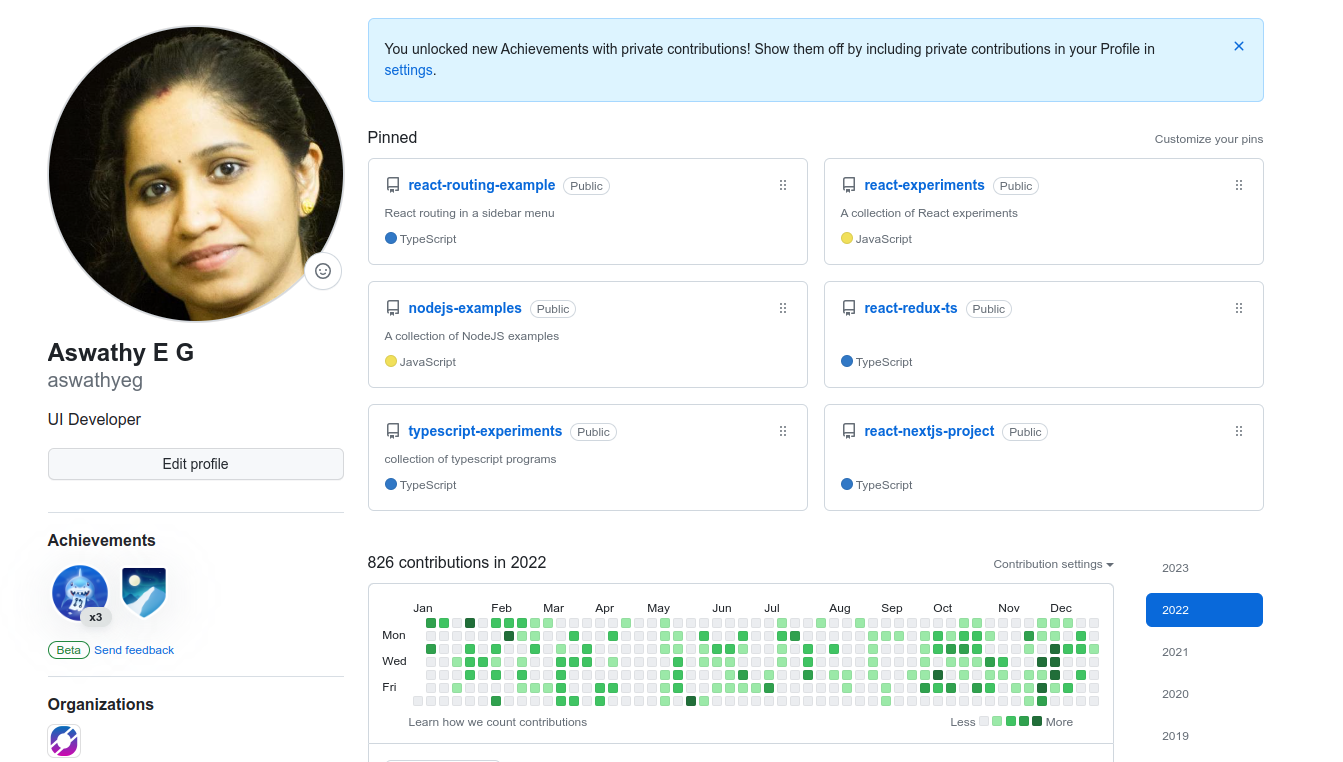 You unlocked new Achievements with private contributions! Show them off by including private contributions in your Profile in
settings.
Aswathy E G
aswathyeg
UI Developer
Edit profile
Achievements
x3
Beta Send feedback
Organizations
Pinned
Customize your pins
react-routing-example Public
React routing in a sidebar menu
TypeScript
react-experiments Public
A collection of React experiments
JavaScript
nodejs-examples Public
A collection of NodeJS examples
JavaScript
react-redux-ts Public
TypeScript
typescript-experiments Public
collection of typescript programs
TypeScript
react-nextjs-project Public
TypeScript
826 contributions in 2022
Contribution settings
Jan Feb Mar Apr May Jun Jul Aug Sep Oct Nov Dec
Mon
Wed
Fri
Learn how we count contributions
Less More
2023
2022
2021
2020
2019